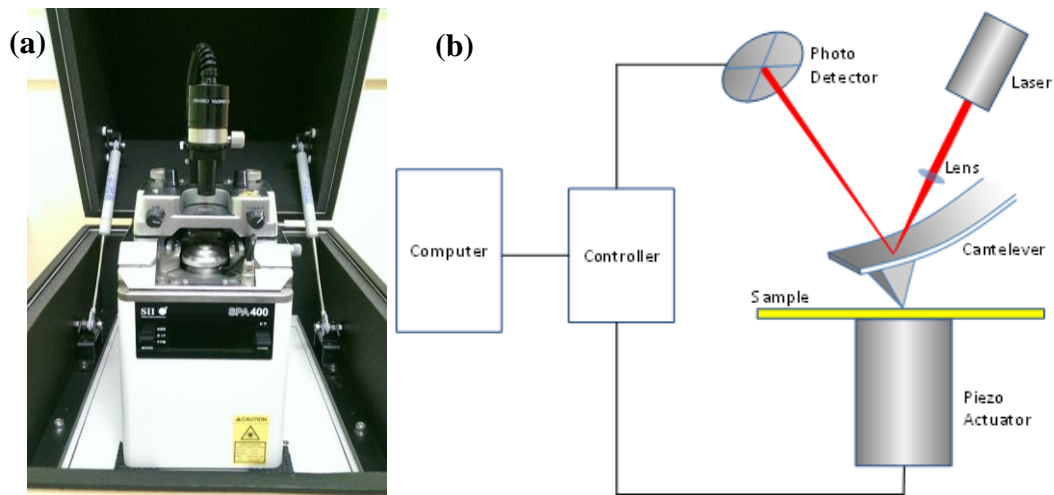 (a)
SII
SPA400
CAUTION
(b)
Photo
Detector
Laser
Lens
Computer
Controller
Cantelever
Sample
Piezo
Actuator